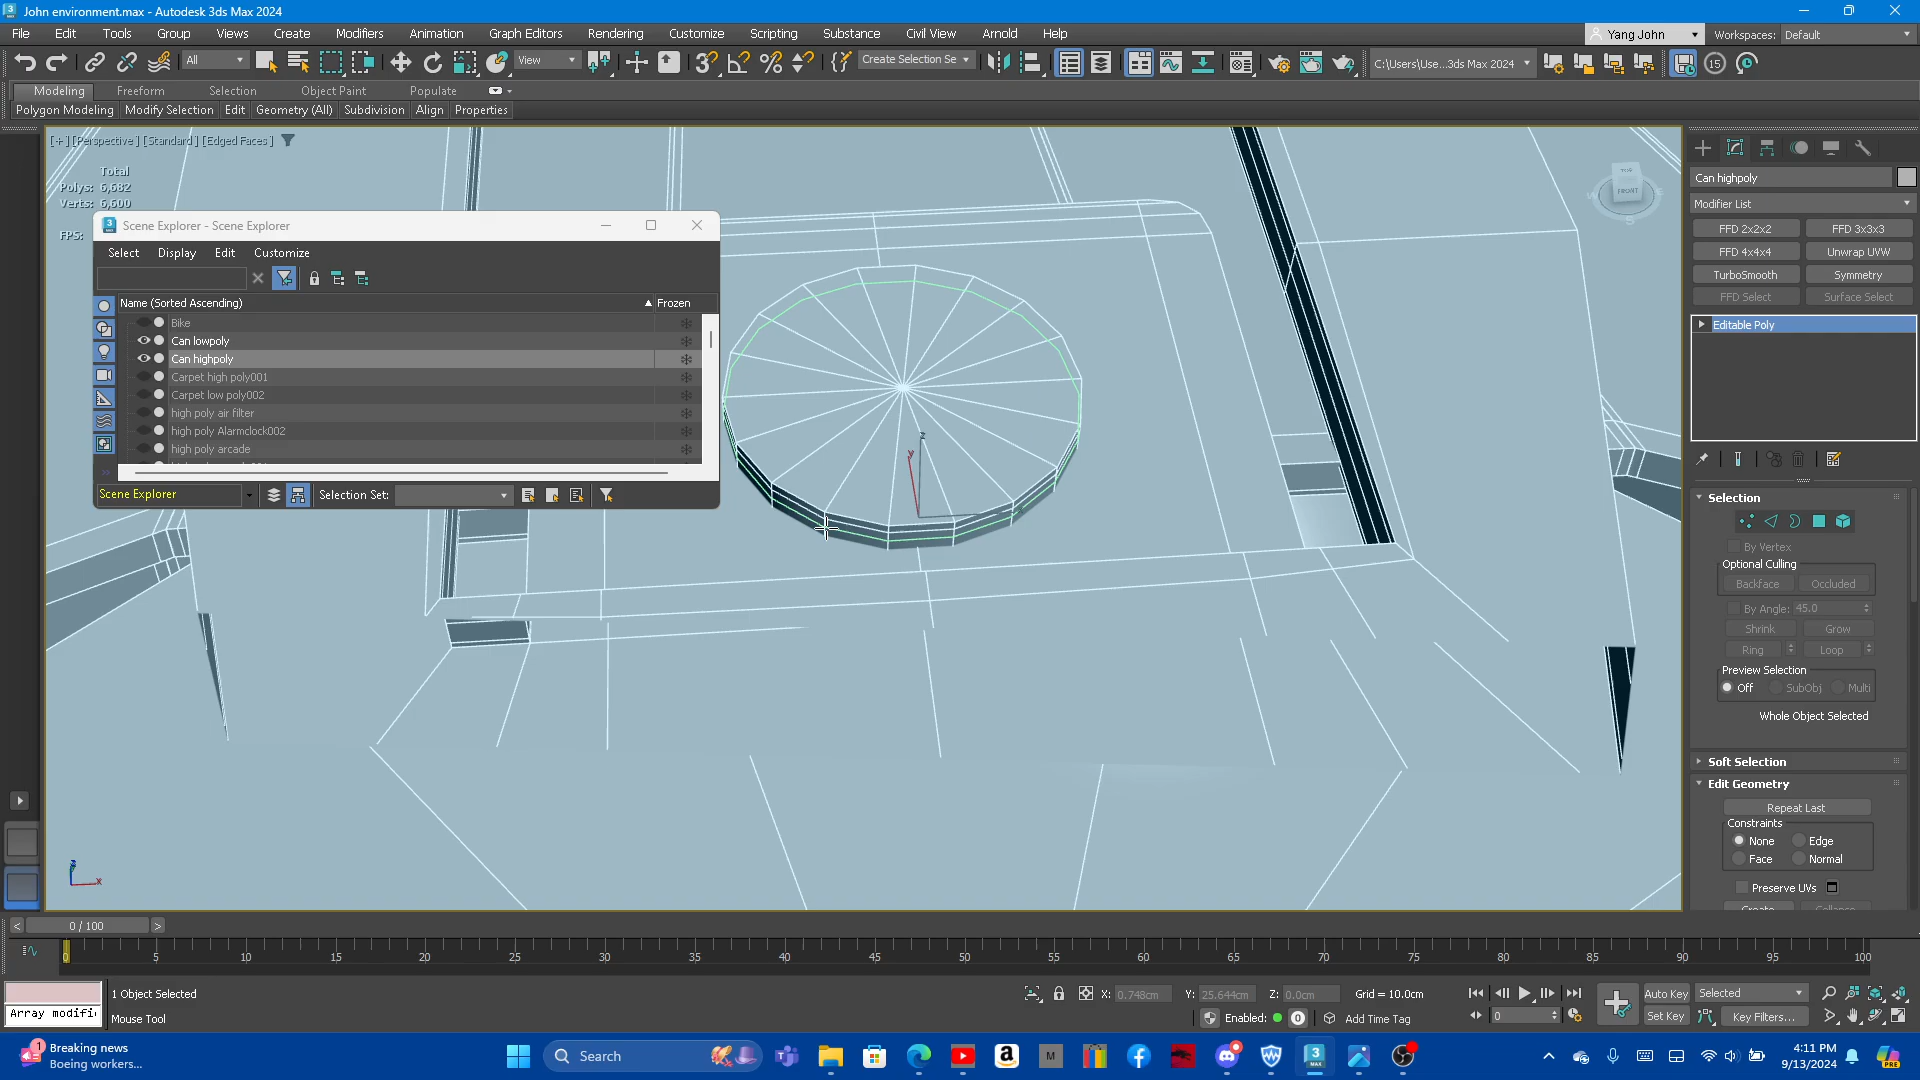 John environment.max - Autodesk 3ds Max 2024
File Edit Tools Group Views Create Modifiers Animation Graph Editors Rendering Customize Scripting Civil View Substance Arnold Help
Yang John
Workspaces: Default
All
View
Create Selection Se
C:\Users\Use...3ds Max 2024
15
Modeling Freeform Selection Object Paint Populate
Polygon Modeling Modify Selection Edit Geometry (All) Subdivision Align Properties
[+] [Perspective] [Standard] [Edged Faces]
Total
Polys: 6,682
Verts: 6,600
FPS:
Scene Explorer - Scene Explorer
Select Display Edit Customize
Name (Sorted Ascending) Frozen
Bike
Can lowpoly
Can highpoly
Carpet high poly001
Carpet low poly002
high poly air filter
high poly Alarmclock002
high poly arcade
Scene Explorer
Selection Set:
TOP
FRONT
W
S
z
y
z
x
Can highpoly
Modifier List
FFD 2x2x2 FFD 3x3x3
FFD 4x4x4 Unwrap UVW
TurboSmooth Symmetry
FFD Select Surface Select
Editable Poly
Selection
By Vertex
Optional Culling
Backface Occluded
By Angle: 45.0
Shrink Grow
Ring Loop
Preview Selection
Off SubObj Multi
Whole Object Selected
Soft Selection
Edit Geometry
Repeat Last
Constraints
None Edge
Face Normal
Preserve UVs
Create Collapse
< 0 / 100 >
0 5 10 15 20 25 30 35 40 45 50 55 60 65 70 75 80 85 90 95 100
Array modifi
1 Object Selected
Mouse Tool
X: 0.748cm Y: 25.644cm Z: 0.0cm Grid = 10.0cm
Enabled: 0 Add Time Tag
0
Auto Key Selected
Set Key Key Filters...
1
Breaking news
Boeing workers...
Search
4:11 PM
9/13/2024